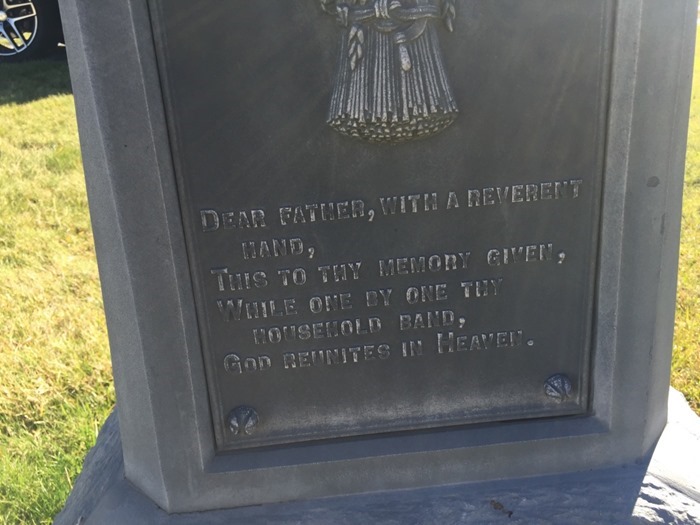 DEAR FATHER, WITH A REVERENT
HAND,
THIS TO THY MEMORY GIVEN,
WHILE ONE BY ONE THY
HOUSEHOLD BAND,
GOD REUNITES IN HEAVEN.